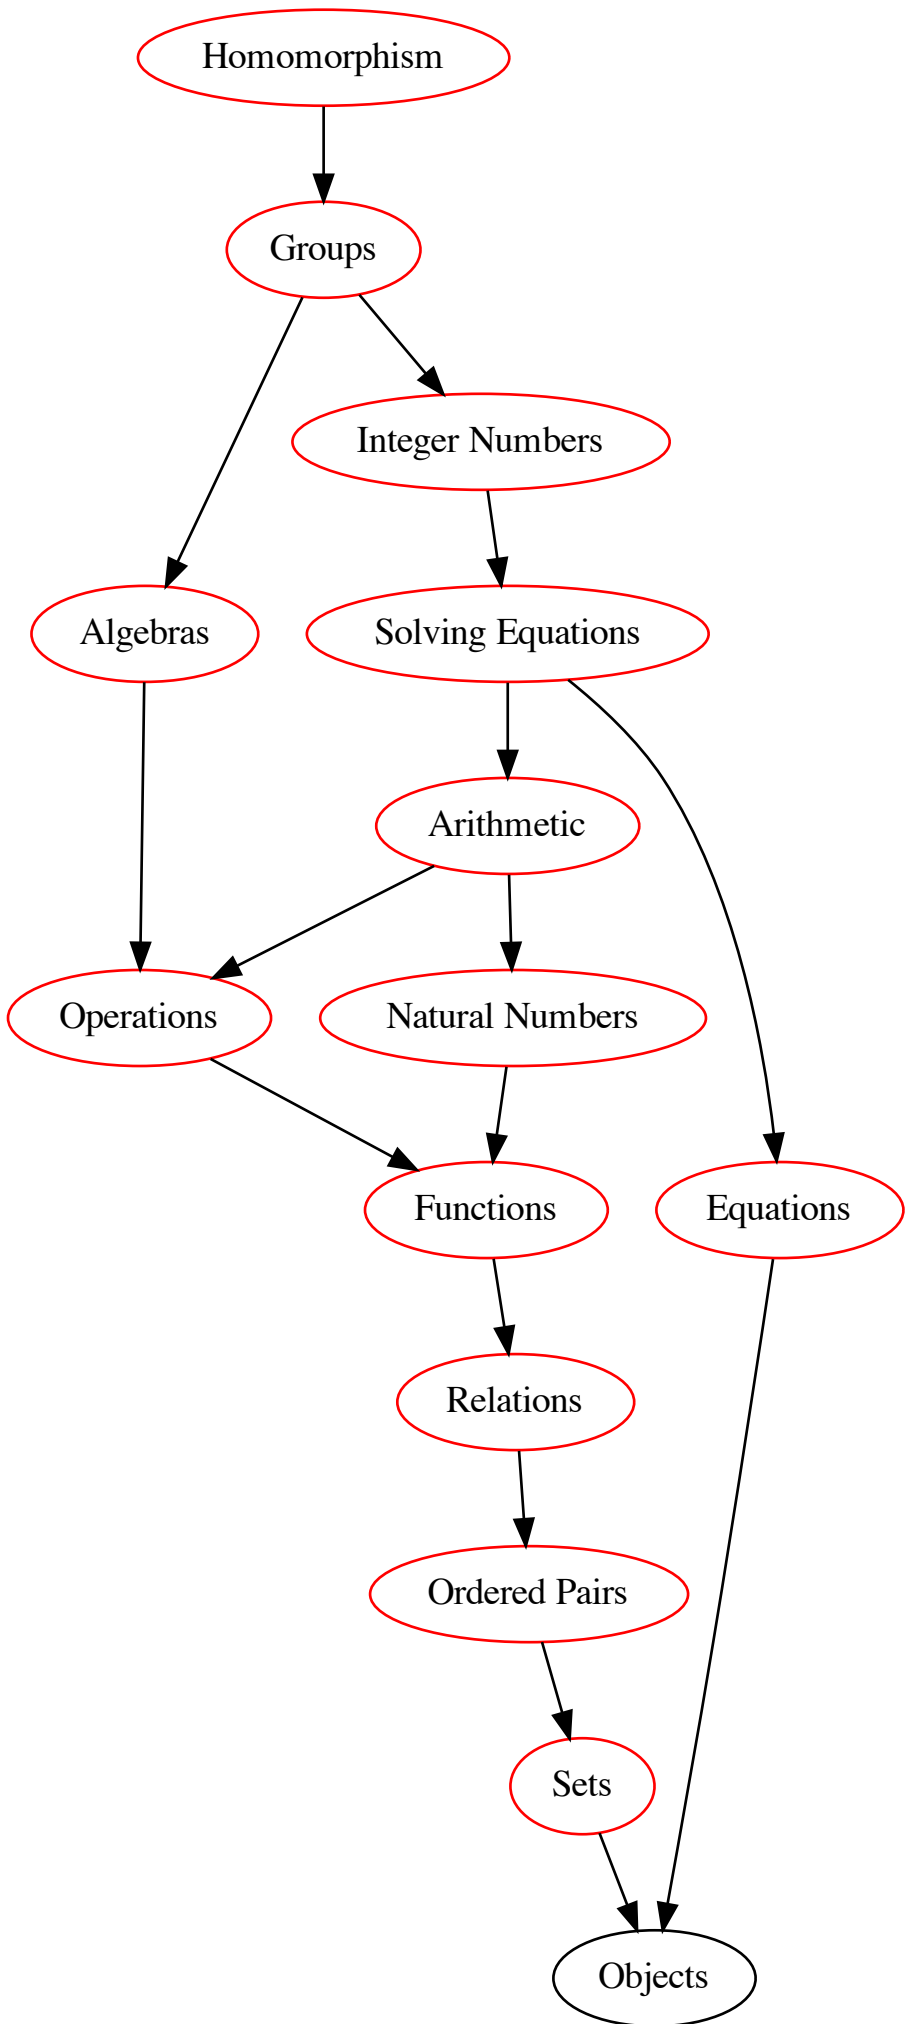 Homomorphism
Groups
Integer Numbers
Algebras
Solving Equations
Arithmetic
Operations
Natural Numbers
Functions
Equations
Relations
Ordered Pairs
Sets
Objects